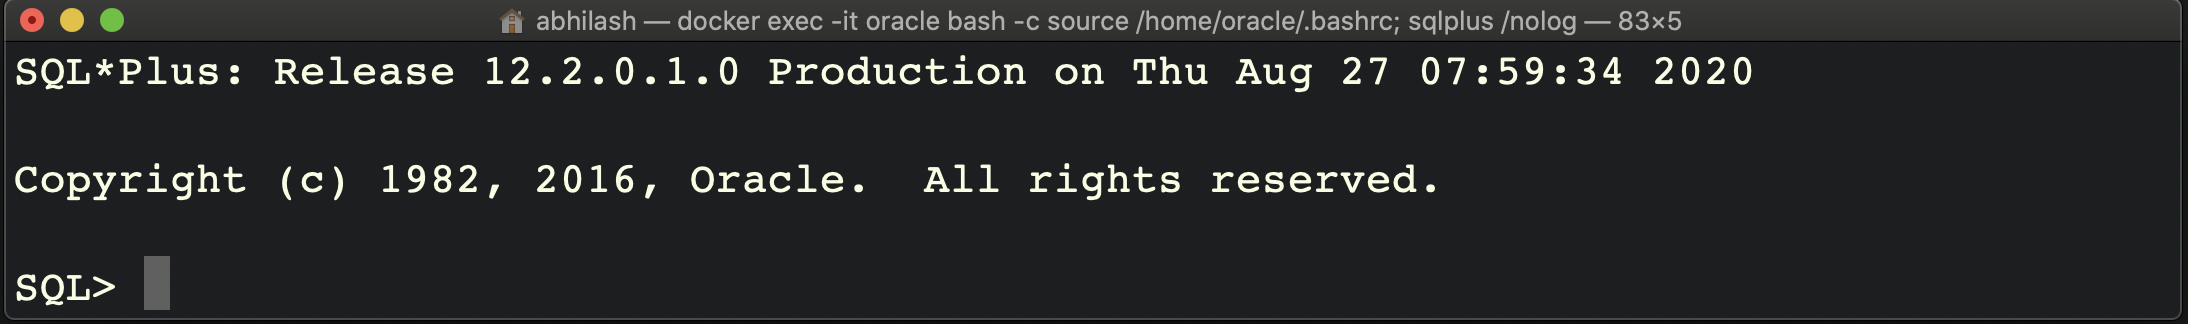 abhilash — docker exec -it oracle bash -c source /home/oracle/.bashrc; sqlplus /nolog — 83×5
SQL*Plus: Release 12.2.0.1.0 Production on Thu Aug 27 07:59:34 2020
Copyright (c) 1982, 2016, Oracle.  All rights reserved.
SQL>